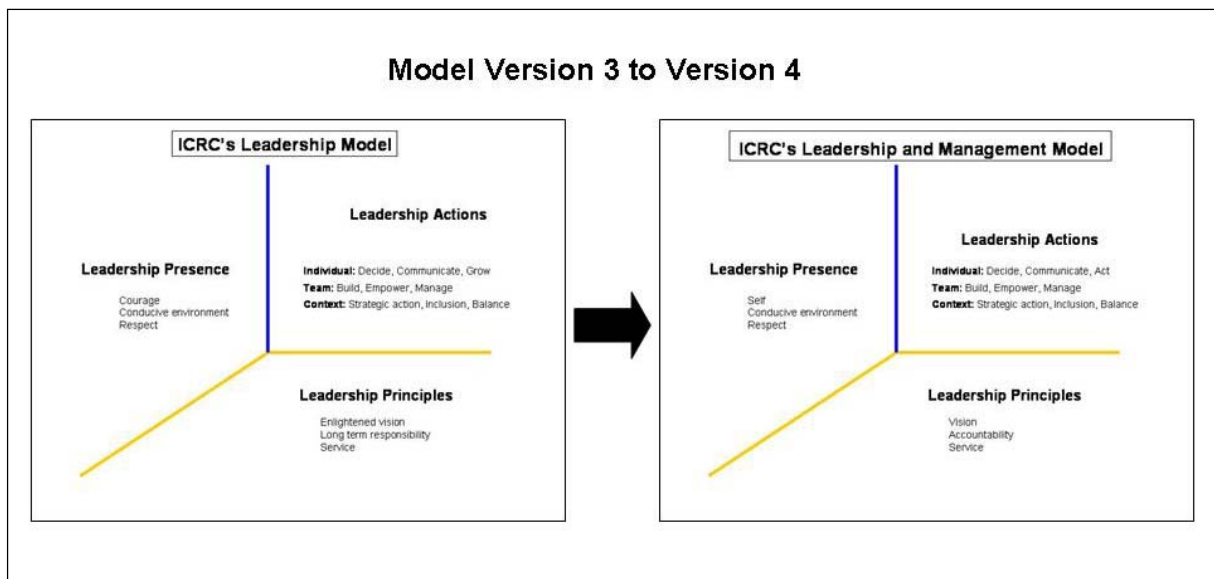 Model Version 3 to Version 4
ICRC's Leadership Model
Leadership Actions
Leadership Presence
Individual: Decide, Communicate, Grow
Team: Build, Empower, Manage
Context: Strategic action, Inclusion, Balance
Courage
Conducive environment
Respect
Leadership Principles
Enlightened vision
Long term responsibility
Service
ICRC's Leadership and Management Model
Leadership Actions
Leadership Presence
Individual: Decide, Communicate, Act
Team: Build, Empower, Manage
Context: Strategic action, Inclusion, Balance
Self
Conducive environment
Respect
Leadership Principles
Vision
Accountability
Service